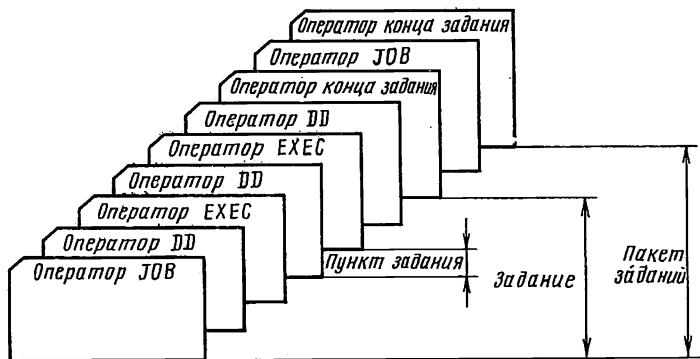 Оператор конца задания
Оператор JOB
Оператор конца задания
Оператор DD
Оператор EXEC
Оператор DD
Оператор EXEC
Оператор DD
Оператор JOB
Пункт задания
Задание
Пакет
заданий